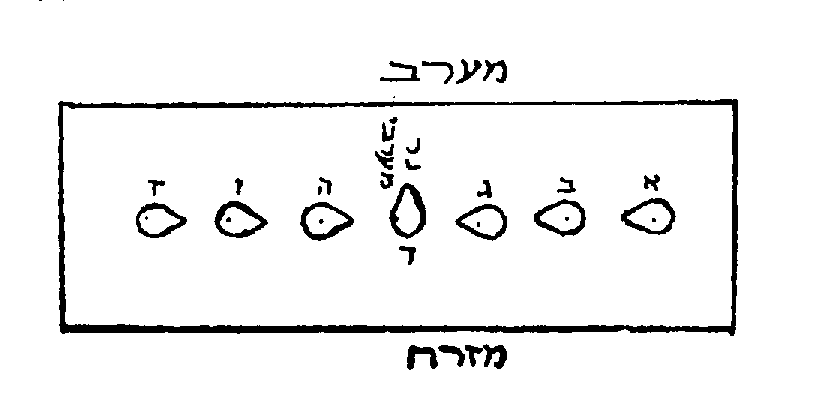 מערב
נר
מערבי
א ב ג ה ו ז
ד
מזרח